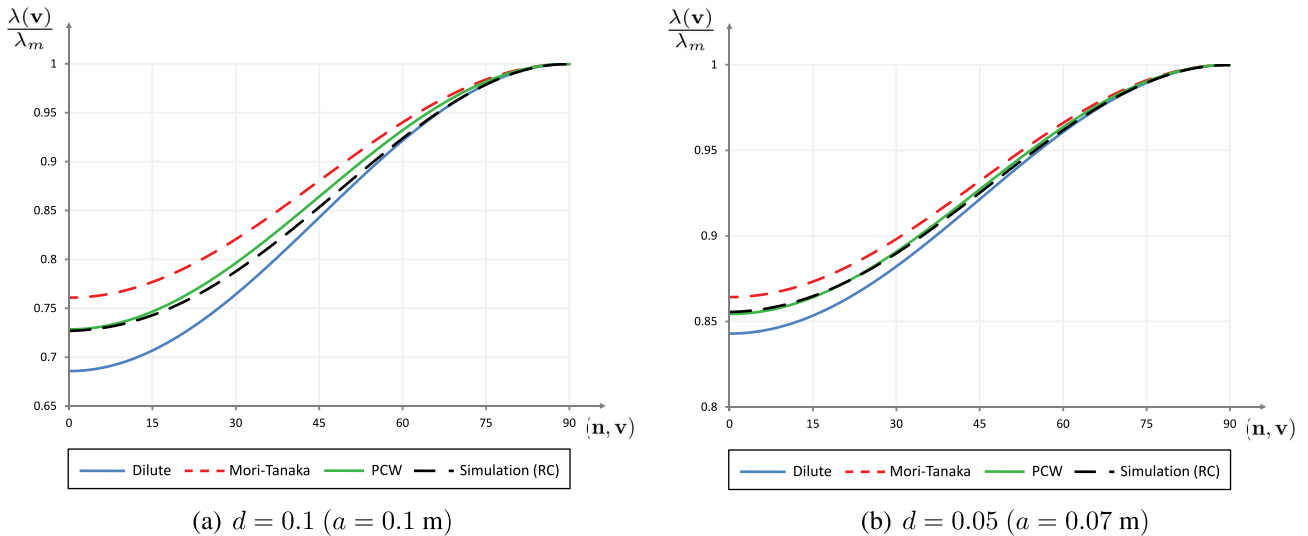 λ(v)
λm
1
0.95
0.9
0.85
0.8
0.75
0.7
0.65
0 15 30 45 60 75 90
(n, v)
Dilute Mori-Tanaka PCW Simulation (RC)
(a) d = 0.1 (a = 0.1 m)
λ(v)
λm
1
0.95
0.9
0.85
0.8
0 15 30 45 60 75 90
(n, v)
Dilute Mori-Tanaka PCW Simulation (RC)
(b) d = 0.05 (a = 0.07 m)